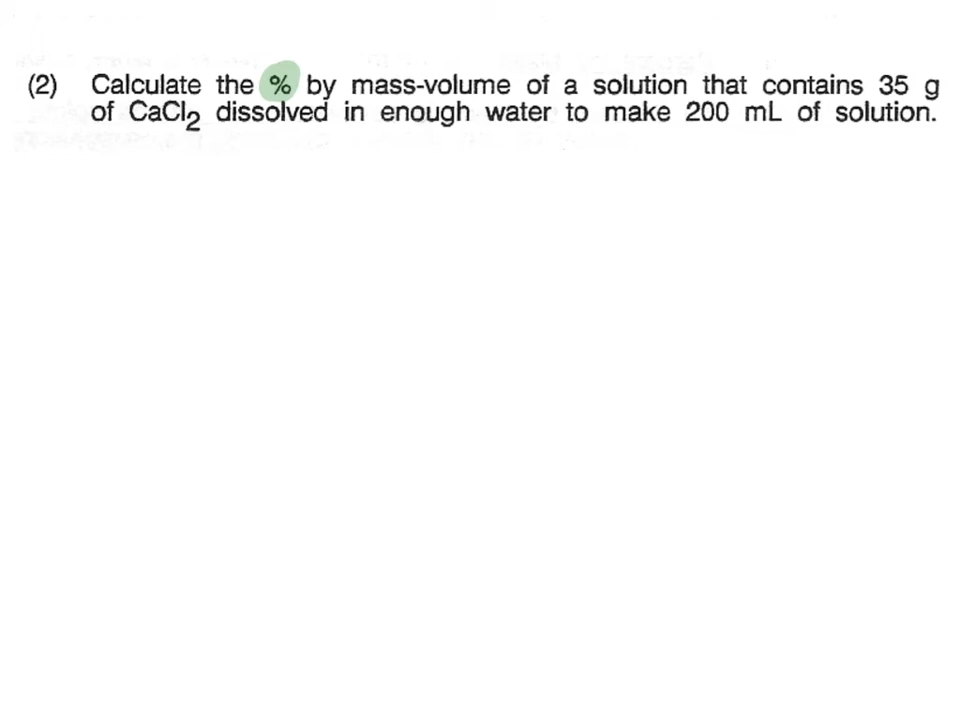 (2) Calculate the % by mass-volume of a solution that contains 35 g
of CaCl₂ dissolved in enough water to make 200 mL of solution.